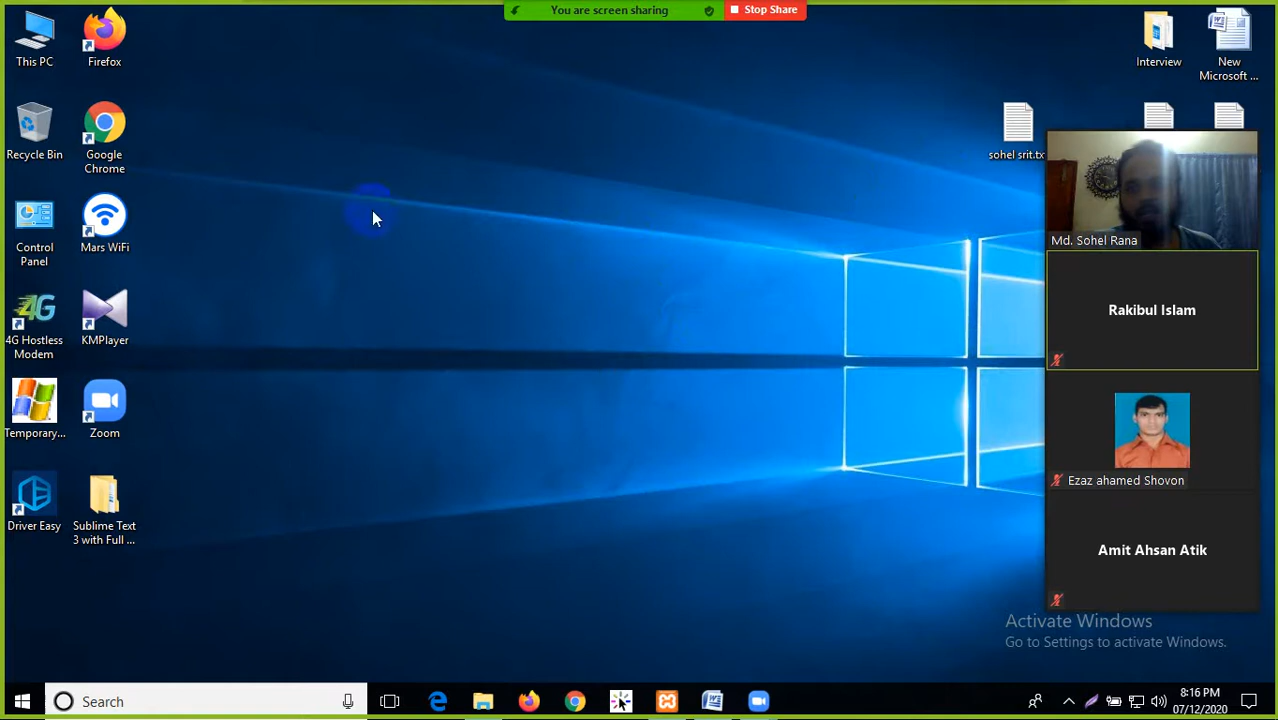 You are screen sharing
Stop Share
This PC
Firefox
Interview
New
Microsoft ...
Recycle Bin
Google
Chrome
sohel srit.tx
Control
Panel
Mars WiFi
Md. Sohel Rana
4G
4G Hostless
Modem
KMPlayer
Rakibul Islam
Temporary...
Zoom
Ezaz ahamed Shovon
Driver Easy
Sublime Text
3 with Full ...
Amit Ahsan Atik
Activate Windows
Go to Settings to activate Windows.
Search
8:16 PM
07/12/2020